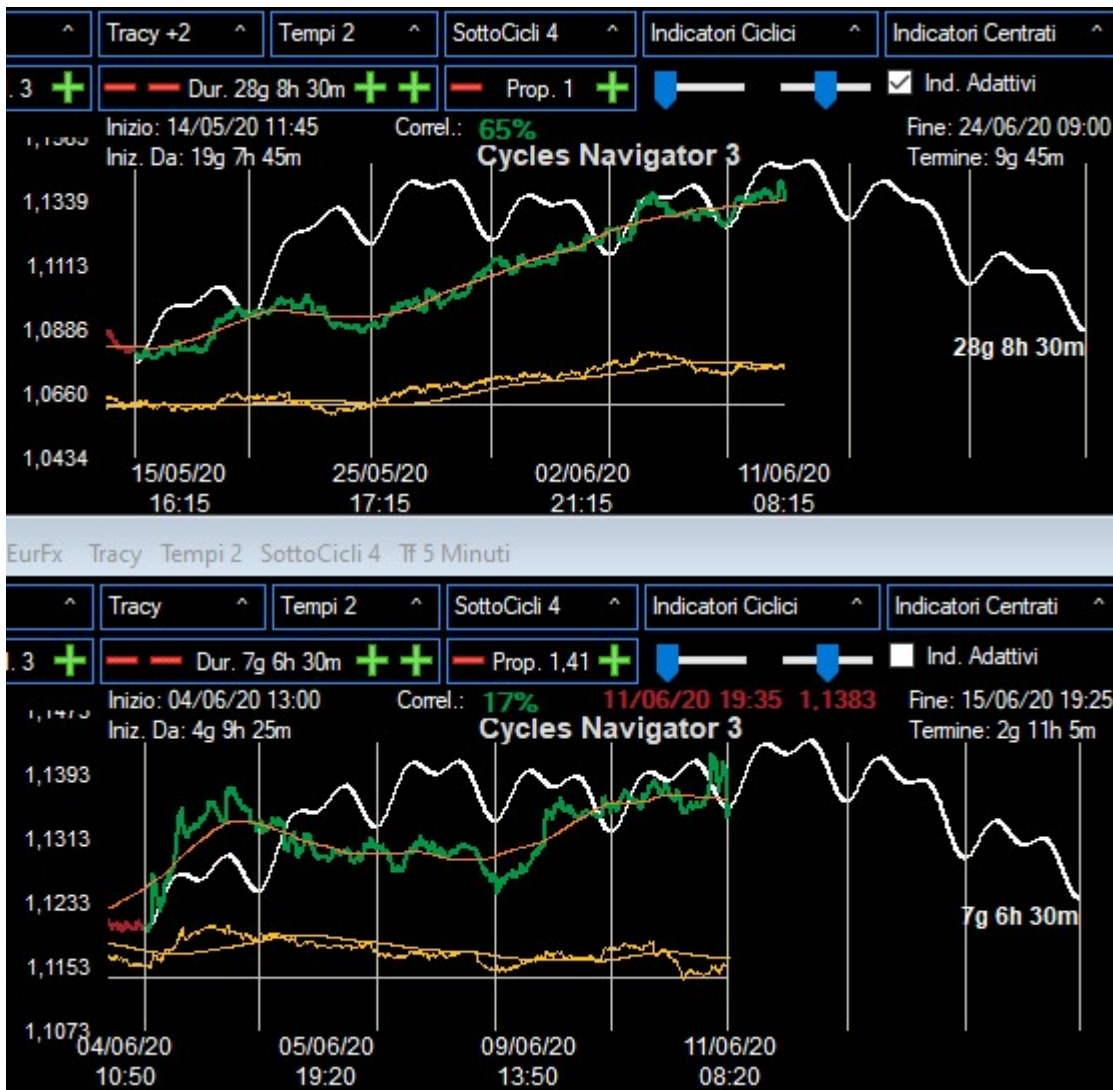 ^ Tracy +2 ^ Tempi 2 ^ SottoCicli 4 ^ Indicatori Ciclici ^ Indicatori Centrati ^
. 3 Dur. 28g 8h 30m Prop. 1 Ind. Adattivi
Inizio: 14/05/20 11:45 Correl.: 65% Fine: 24/06/20 09:00
Iniz. Da: 19g 7h 45m Cycles Navigator 3 Termine: 9g 45m
1,1339
1,1113
1,0886
28g 8h 30m
1,0660
1,0434
15/05/20 25/05/20 02/06/20 11/06/20
16:15 17:15 21:15 08:15
EurFx Tracy Tempi 2 SottoCicli 4 Tf 5 Minuti
^ Tracy ^ Tempi 2 ^ SottoCicli 4 ^ Indicatori Ciclici ^ Indicatori Centrati ^
. 3 Dur. 7g 6h 30m Prop. 1,41 Ind. Adattivi
Inizio: 04/06/20 13:00 Correl.: 17% 11/06/20 19:35 1,1383 Fine: 15/06/20 19:25
Iniz. Da: 4g 9h 25m Cycles Navigator 3 Termine: 2g 11h 5m
1,1393
1,1313
1,1233
7g 6h 30m
1,1153
1,1073
04/06/20 05/06/20 09/06/20 11/06/20
10:50 19:20 13:50 08:20